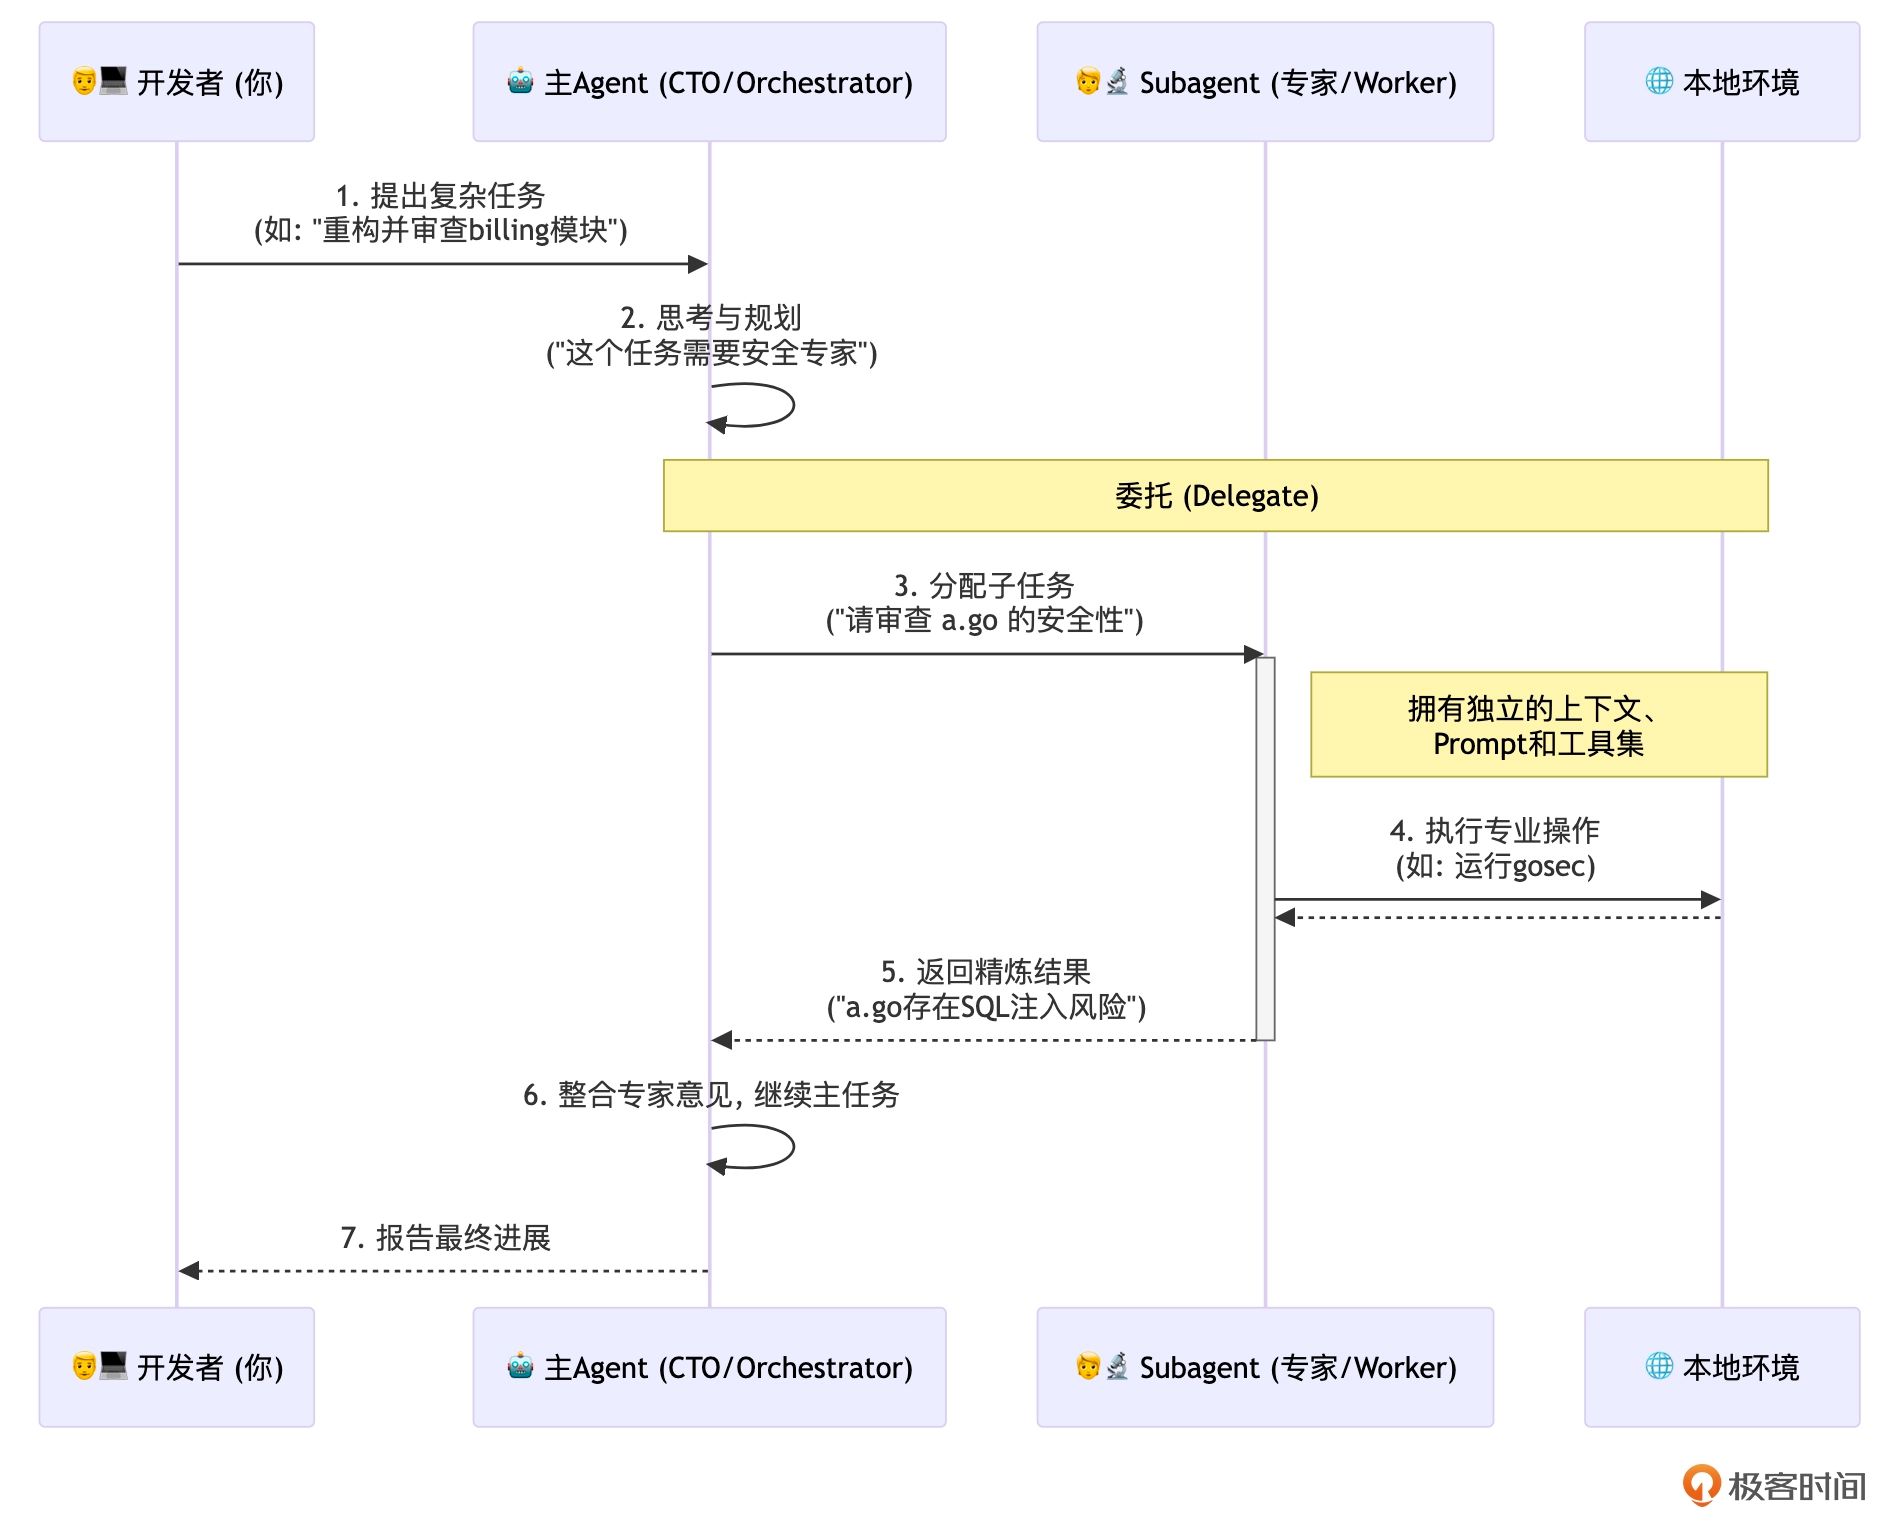 开发者 (你)
主Agent (CTO/Orchestrator)
Subagent (专家/Worker)
本地环境
1. 提出复杂任务
(如: "重构并审查billing模块")
2. 思考与规划
("这个任务需要安全专家")
委托 (Delegate)
3. 分配子任务
("请审查 a.go 的安全性")
拥有独立的上下文、
Prompt和工具集
4. 执行专业操作
(如: 运行gosec)
5. 返回精炼结果
("a.go存在SQL注入风险")
6. 整合专家意见, 继续主任务
7. 报告最终进展
开发者 (你)
主Agent (CTO/Orchestrator)
Subagent (专家/Worker)
本地环境
极客时间